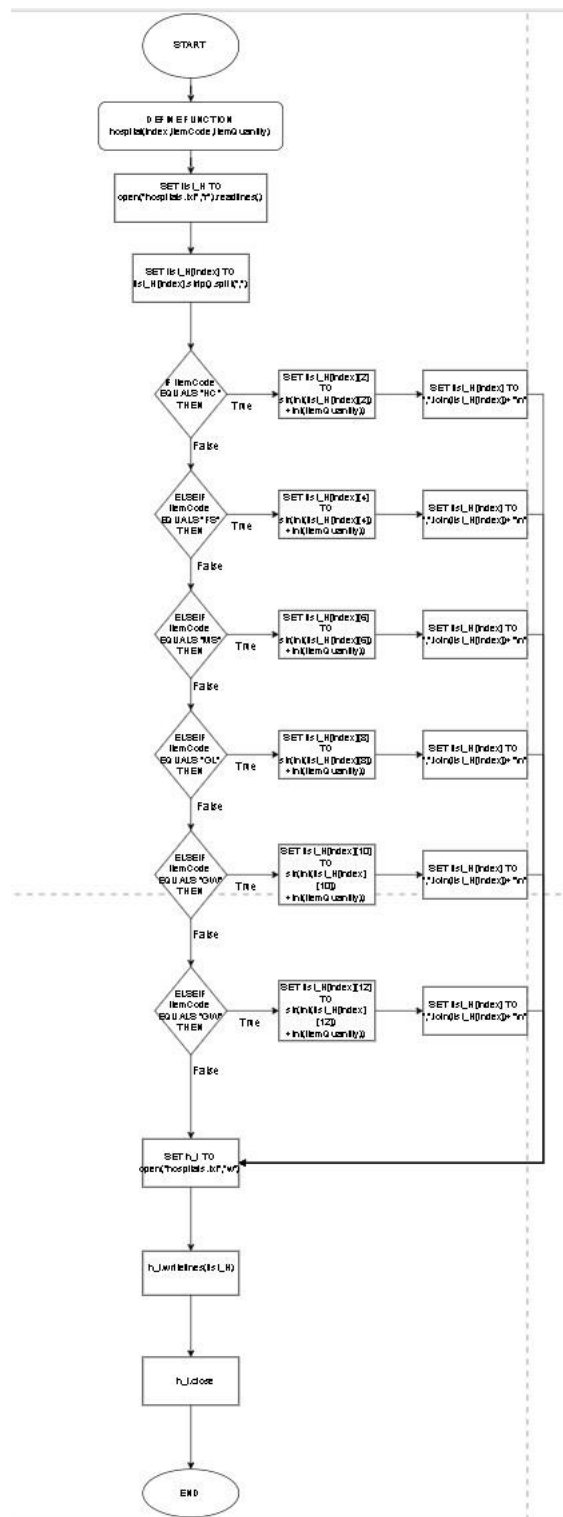 START
DEFINE FUNCTION
hospital(index,itemCode,itemQuantity)
SET list_H TO
open("hospitals.txt","r").readlines()
SET list_H[index] TO
list_H[index].strip().split(",")
IF itemCode
EQUALS "HC"
THEN
True
SET list_H[index][2]
TO
str(int(list_H[index][2])
+ int(itemQuantity))
SET list_H[index] TO
",".join(list_H[index])+ "\n"
False
ELSEIF
itemCode
EQUALS "FS"
THEN
True
SET list_H[index][4]
TO
str(int(list_H[index][4])
+ int(itemQuantity))
SET list_H[index] TO
",".join(list_H[index])+ "\n"
False
ELSEIF
itemCode
EQUALS "MS"
THEN
True
SET list_H[index][6]
TO
str(int(list_H[index][6])
+ int(itemQuantity))
SET list_H[index] TO
",".join(list_H[index])+ "\n"
False
ELSEIF
itemCode
EQUALS "GL"
THEN
True
SET list_H[index][8]
TO
str(int(list_H[index][8])
+ int(itemQuantity))
SET list_H[index] TO
",".join(list_H[index])+ "\n"
False
ELSEIF
itemCode
EQUALS "GW"
THEN
True
SET list_H[index][10]
TO
str(int(list_H[index]
[10])
+ int(itemQuantity))
SET list_H[index] TO
",".join(list_H[index])+ "\n"
False
ELSEIF
itemCode
EQUALS "GW"
THEN
True
SET list_H[index][12]
TO
str(int(list_H[index]
[12])
+ int(itemQuantity))
SET list_H[index] TO
",".join(list_H[index])+ "\n"
False
SET h_l TO
open("hospitals.txt","w")
h_l.writelines(list_H)
h_l.close
END